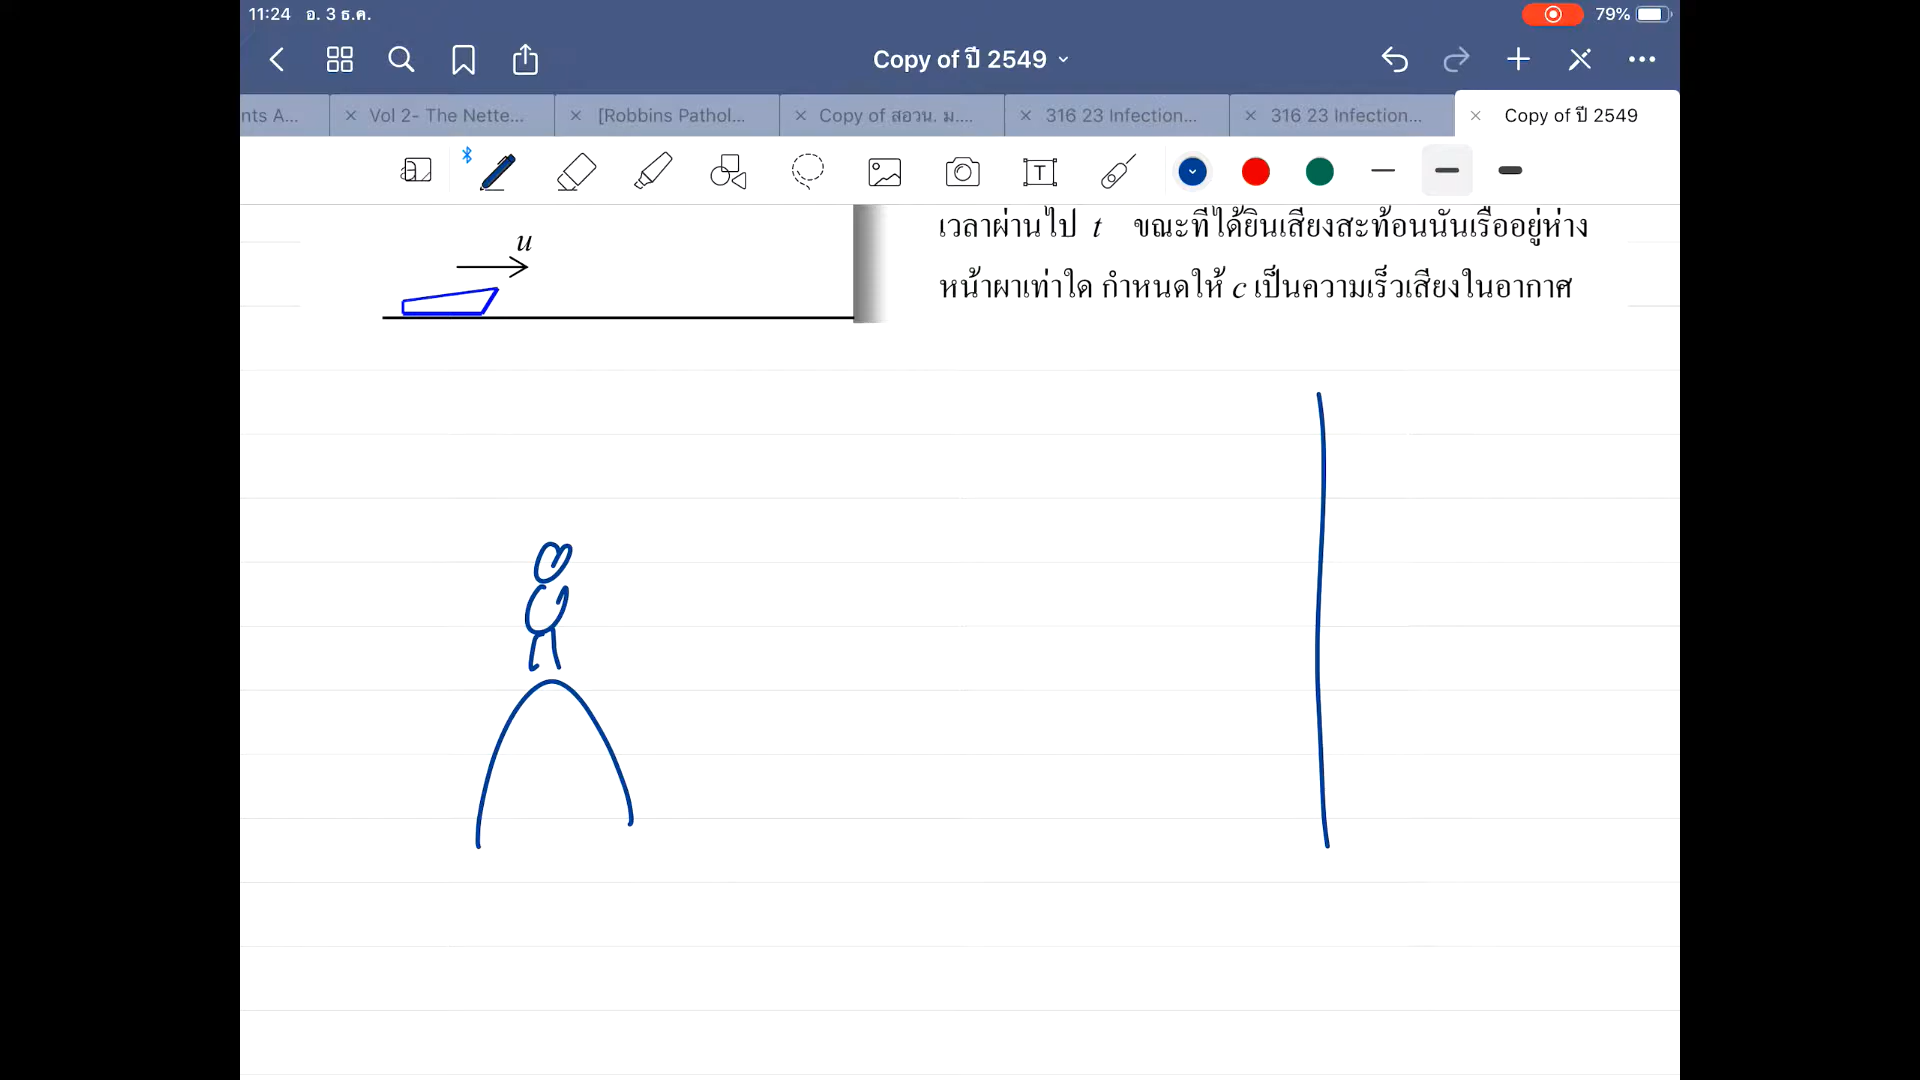 11:24 อ. 3 ธ.ค.
79%
Copy of ปี 2549
nts A...
Vol 2- The Nette...
[Robbins Pathol...
Copy of สอวน. ม....
316 23 Infection...
316 23 Infection...
Copy of ปี 2549
T
u
เวลาผ่านไป t ขณะที่ได้ยินเสียงสะท้อนนั้นเรืออยู่ห่าง
หน้าผาเท่าใด กำหนดให้ c เป็นความเร็วเสียงในอากาศ